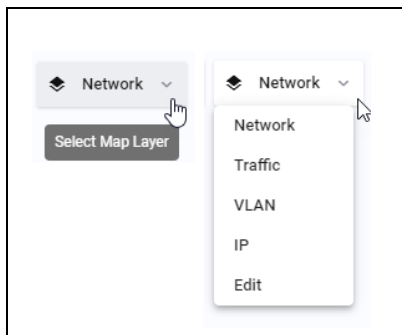 Network
Select Map Layer
Network
Network
Traffic
VLAN
IP
Edit